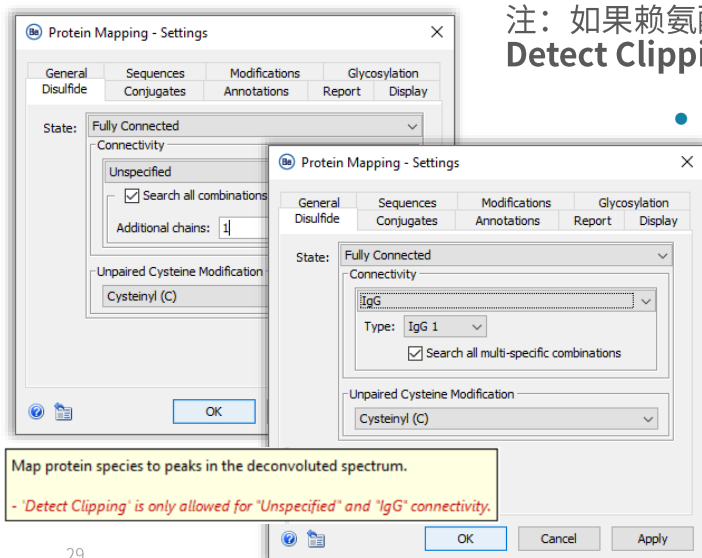 注：如果赖氨
Detect Clippi
Be Protein Mapping - Settings
General Sequences Modifications Glycosylation
Disulfide Conjugates Annotations Report Display
State: Fully Connected
Connectivity
Unspecified
Search all combinations
Additional chains: 1
Unpaired Cysteine Modification
Cysteinyl (C)
OK
Be Protein Mapping - Settings
General Sequences Modifications Glycosylation
Disulfide Conjugates Annotations Report Display
State: Fully Connected
Connectivity
IgG
Type: IgG 1
Search all multi-specific combinations
Unpaired Cysteine Modification
Cysteinyl (C)
OK Cancel Apply
Map protein species to peaks in the deconvoluted spectrum.
- 'Detect Clipping' is only allowed for "Unspecified" and "IgG" connectivity.
29